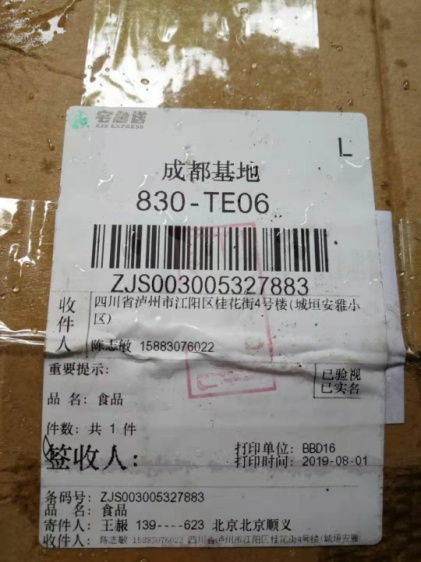 宅急送
ZJS EXPRESS
L
成都基地
830-TE06
ZJS003005327883
收件人
四川省泸州市江阳区桂花街4号楼(城垣安雅小
区)
陈志敏 15883076022
重要提示:
已验视
已实名
品 名: 食品
件数: 共 1 件
签收人:
打印单位: BBD16
打印时间: 2019-08-01
条码号: ZJS003005327883
品 名: 食品
寄件人: 王赫 139----623 北京北京顺义
收件人: 陈志敏 15883076022 四川省泸州市江阳区桂花街4号楼(城垣安雅